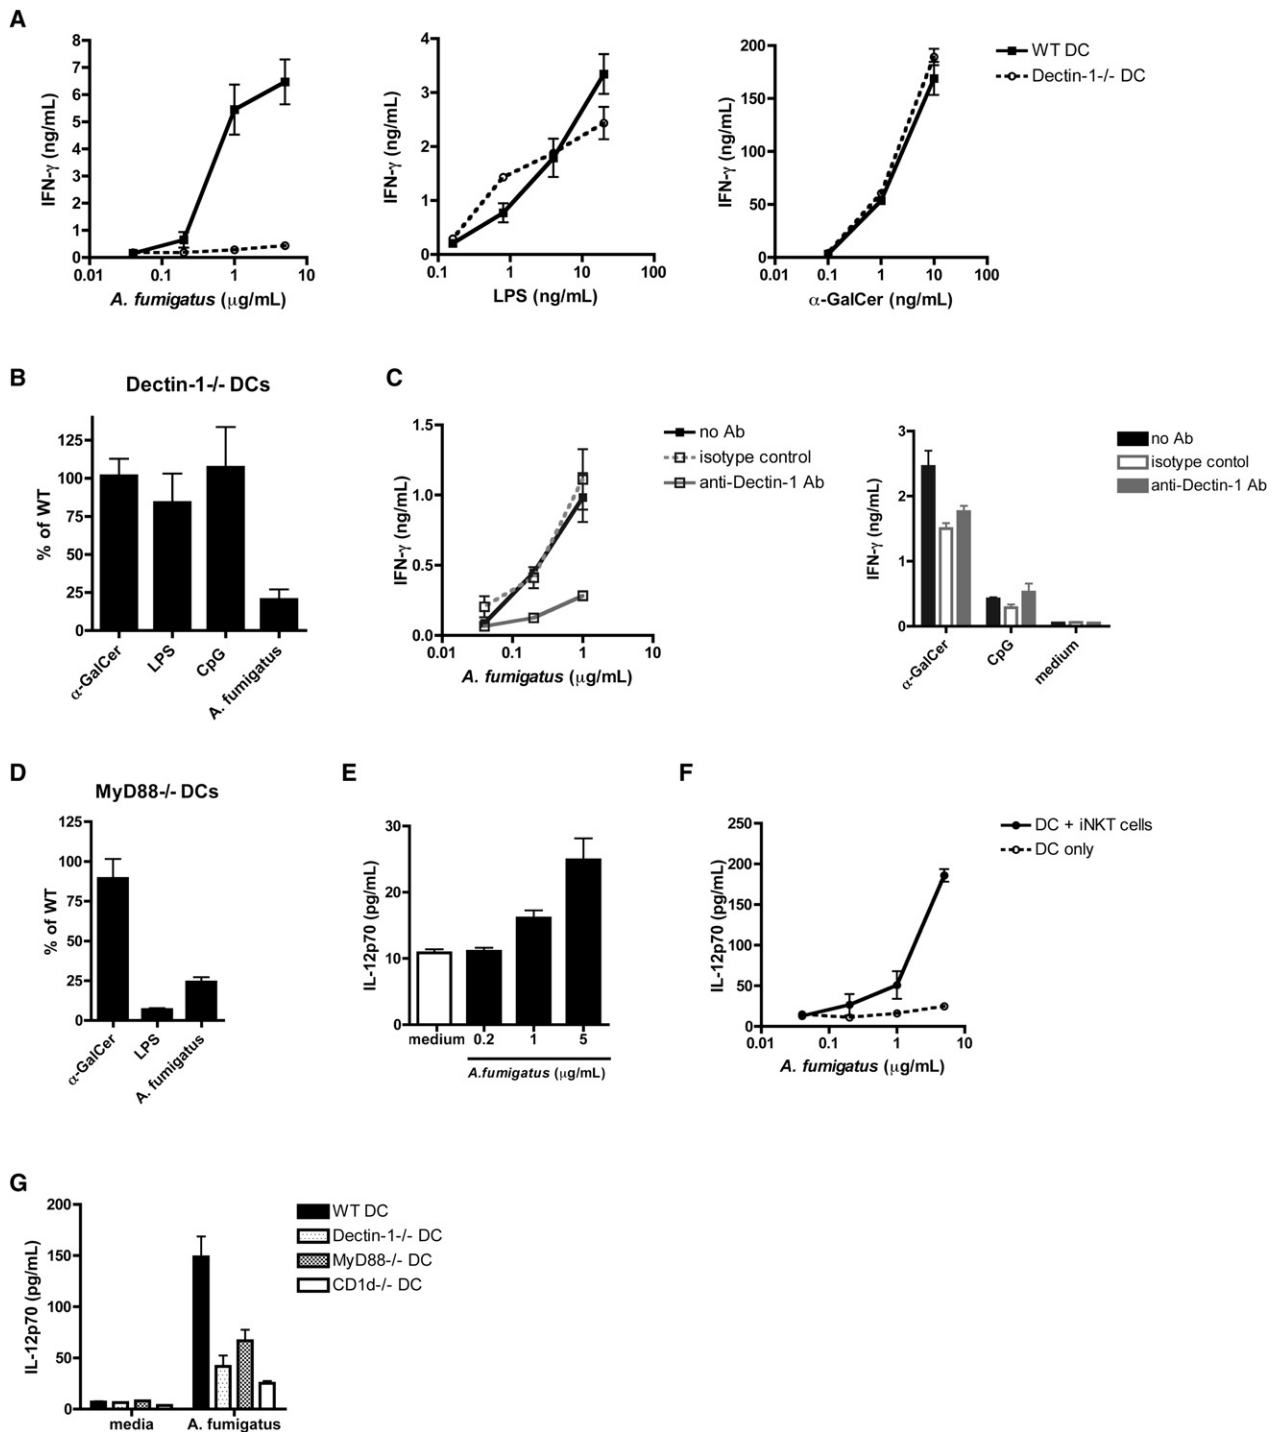 A
8
7
6
5
4
3
2
1
0
IFN-γ (ng/mL)
0.01 0.1 1 10
A. fumigatus (μg/mL)
4
3
2
1
0
IFN-γ (ng/mL)
0.1 1 10 100
LPS (ng/mL)
200
150
100
50
0
IFN-γ (ng/mL)
0.01 0.1 1 10 100
α-GalCer (ng/mL)
WT DC
Dectin-1-/- DC
B
Dectin-1-/- DCs
125
100
75
50
25
0
% of WT
α-GalCer
LPS
CpG
A. fumigatus
C
1.5
1.0
0.5
0.0
IFN-γ (ng/mL)
0.01 0.1 1 10
A. fumigatus (μg/mL)
no Ab
isotype control
anti-Dectin-1 Ab
3
2
1
0
IFN-γ (ng/mL)
α-GalCer
CpG
medium
no Ab
isotype contol
anti-Dectin-1 Ab
D
MyD88-/- DCs
125
100
75
50
25
0
% of WT
α-GalCer
LPS
A. fumigatus
E
30
20
10
0
IL-12p70 (pg/mL)
medium 0.2 1 5
A.fumigatus (μg/mL)
F
250
200
150
100
50
0
IL-12p70 (pg/mL)
0.01 0.1 1 10
A. fumigatus (μg/mL)
DC + iNKT cells
DC only
G
200
150
100
50
0
IL-12p70 (pg/mL)
media A. fumigatus
WT DC
Dectin-1-/- DC
MyD88-/- DC
CD1d-/- DC